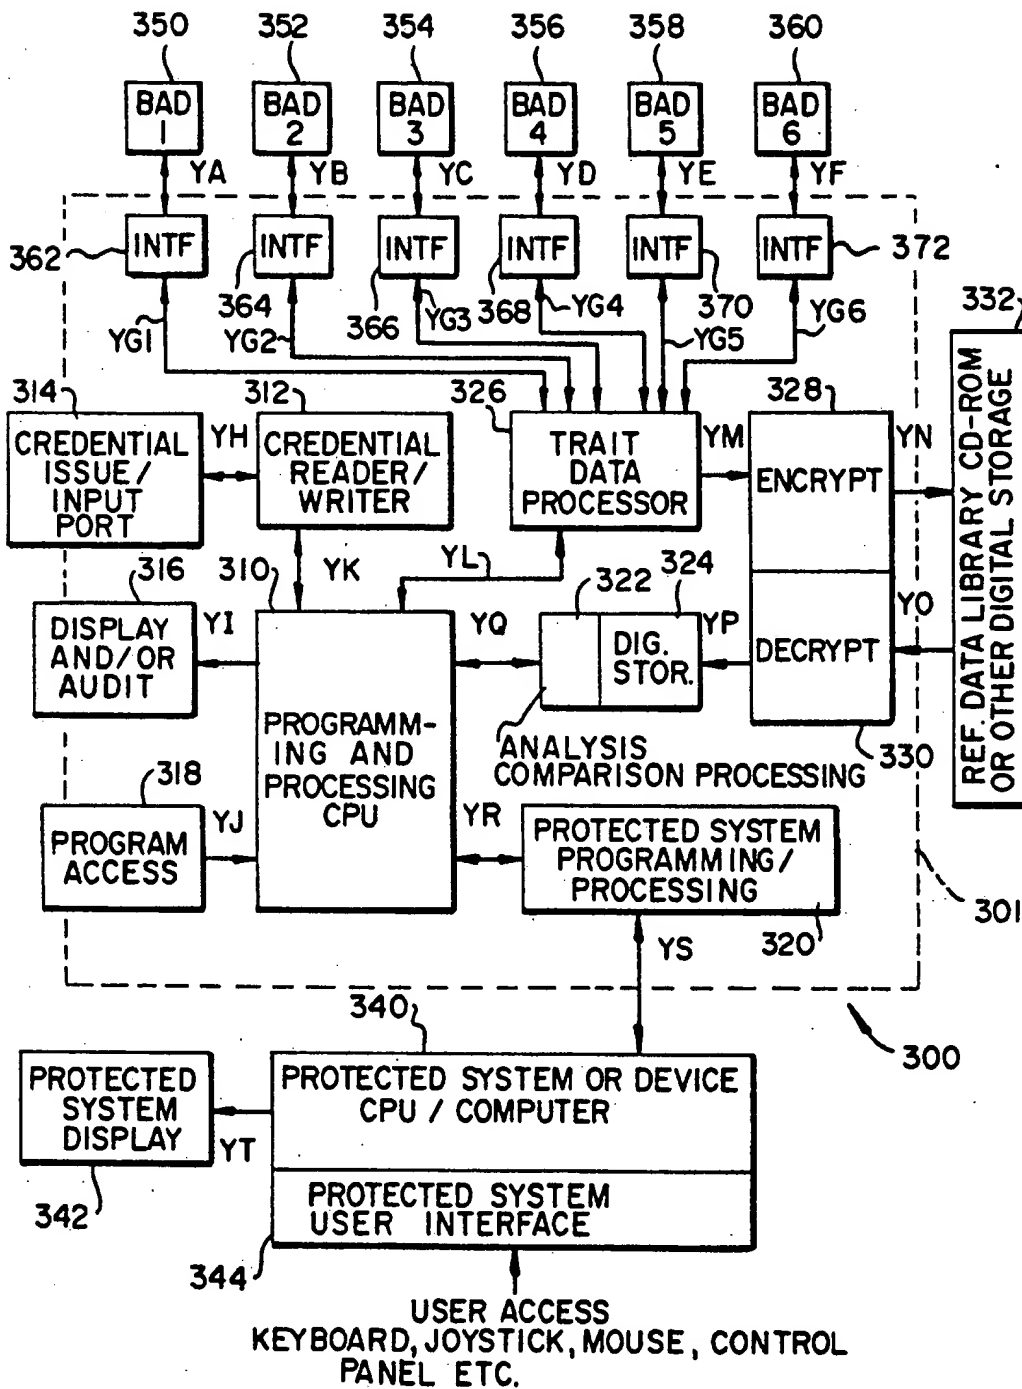 350 352 354 356 358 360
BAD 1
BAD 2
BAD 3
BAD 4
BAD 5
BAD 6
YA YB YC YD YE YF
INTF INTF INTF INTF INTF INTF
362 364 366 368 370 372
YG1 YG2 YG3 YG4 YG5 YG6
332
REF. DATA LIBRARY CD-ROM
OR OTHER DIGITAL STORAGE
314
CREDENTIAL
ISSUE/
INPUT
PORT
YH
312
CREDENTIAL
READER/
WRITER
326
TRAIT
DATA
PROCESSOR
YM
328
ENCRYPT
YN
316
DISPLAY
AND/OR
AUDIT
YI
310
YK
YL
PROGRAMM-
ING AND
PROCESSING
CPU
YQ
322
324
DIG.
STOR.
YP
DECRYPT
YO
330
ANALYSIS
COMPARISON PROCESSING
318
PROGRAM
ACCESS
YJ
YR
PROTECTED SYSTEM
PROGRAMMING/
PROCESSING
320
301
YS
300
340
PROTECTED SYSTEM OR DEVICE
CPU / COMPUTER
PROTECTED
SYSTEM
DISPLAY
YT
342
PROTECTED SYSTEM
USER INTERFACE
344
USER ACCESS
KEYBOARD, JOYSTICK, MOUSE, CONTROL
PANEL ETC.